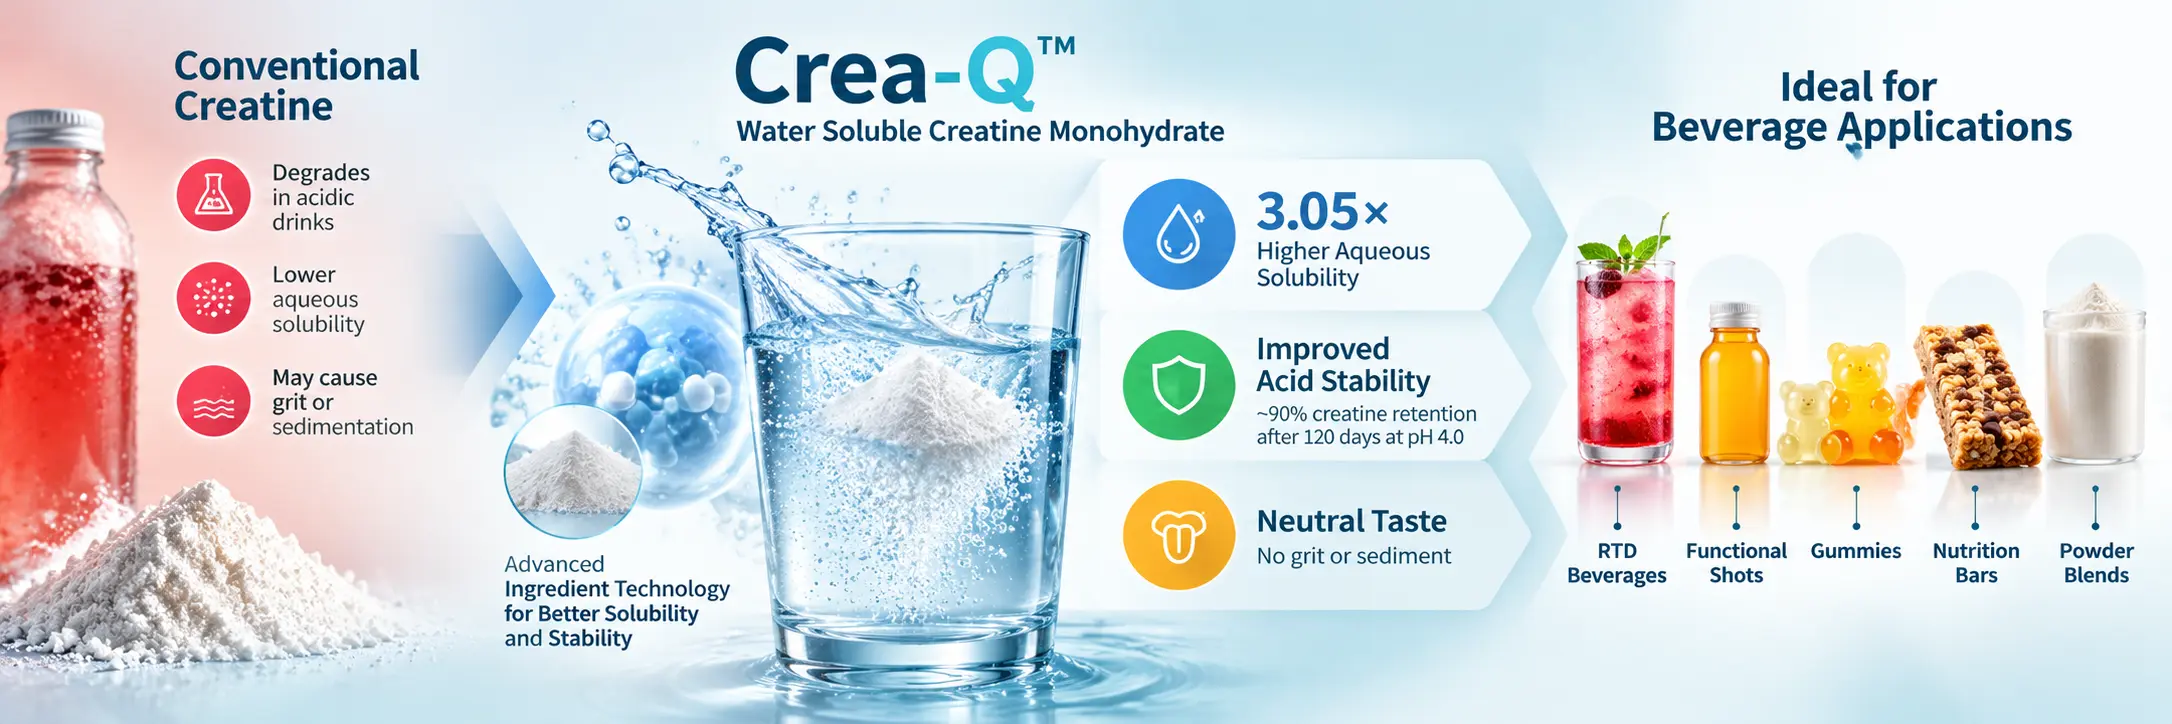 Conventional
Creatine
Degrades
in acidic
drinks
Lower
aqueous
solubility
May cause
grit or
sedimentation
Crea-Q™
Water Soluble Creatine Monohydrate
Advanced
Ingredient Technology
for Better Solubility
and Stability
3.05×
Higher Aqueous
Solubility
Improved
Acid Stability
~90% creatine retention
after 120 days at pH 4.0
Neutral Taste
No grit or sediment
Ideal for
Beverage Applications
RTD
Beverages
Functional
Shots
Gummies
Nutrition
Bars
Powder
Blends